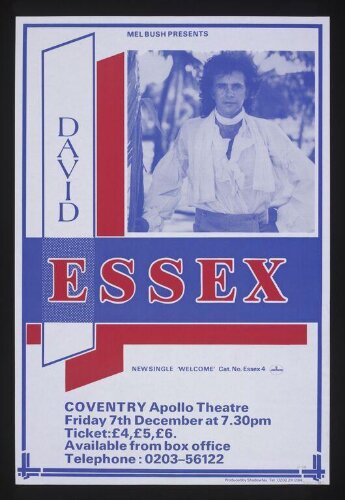 MEL BUSH PRESENTS
DAVID
ESSEX
NEW SINGLE 'WELCOME' Cat. No. Essex 4
COVENTRY Apollo Theatre
Friday 7th December at 7.30pm
Ticket:£4,£5,£6.
Available from box office
Telephone : 0203-56122